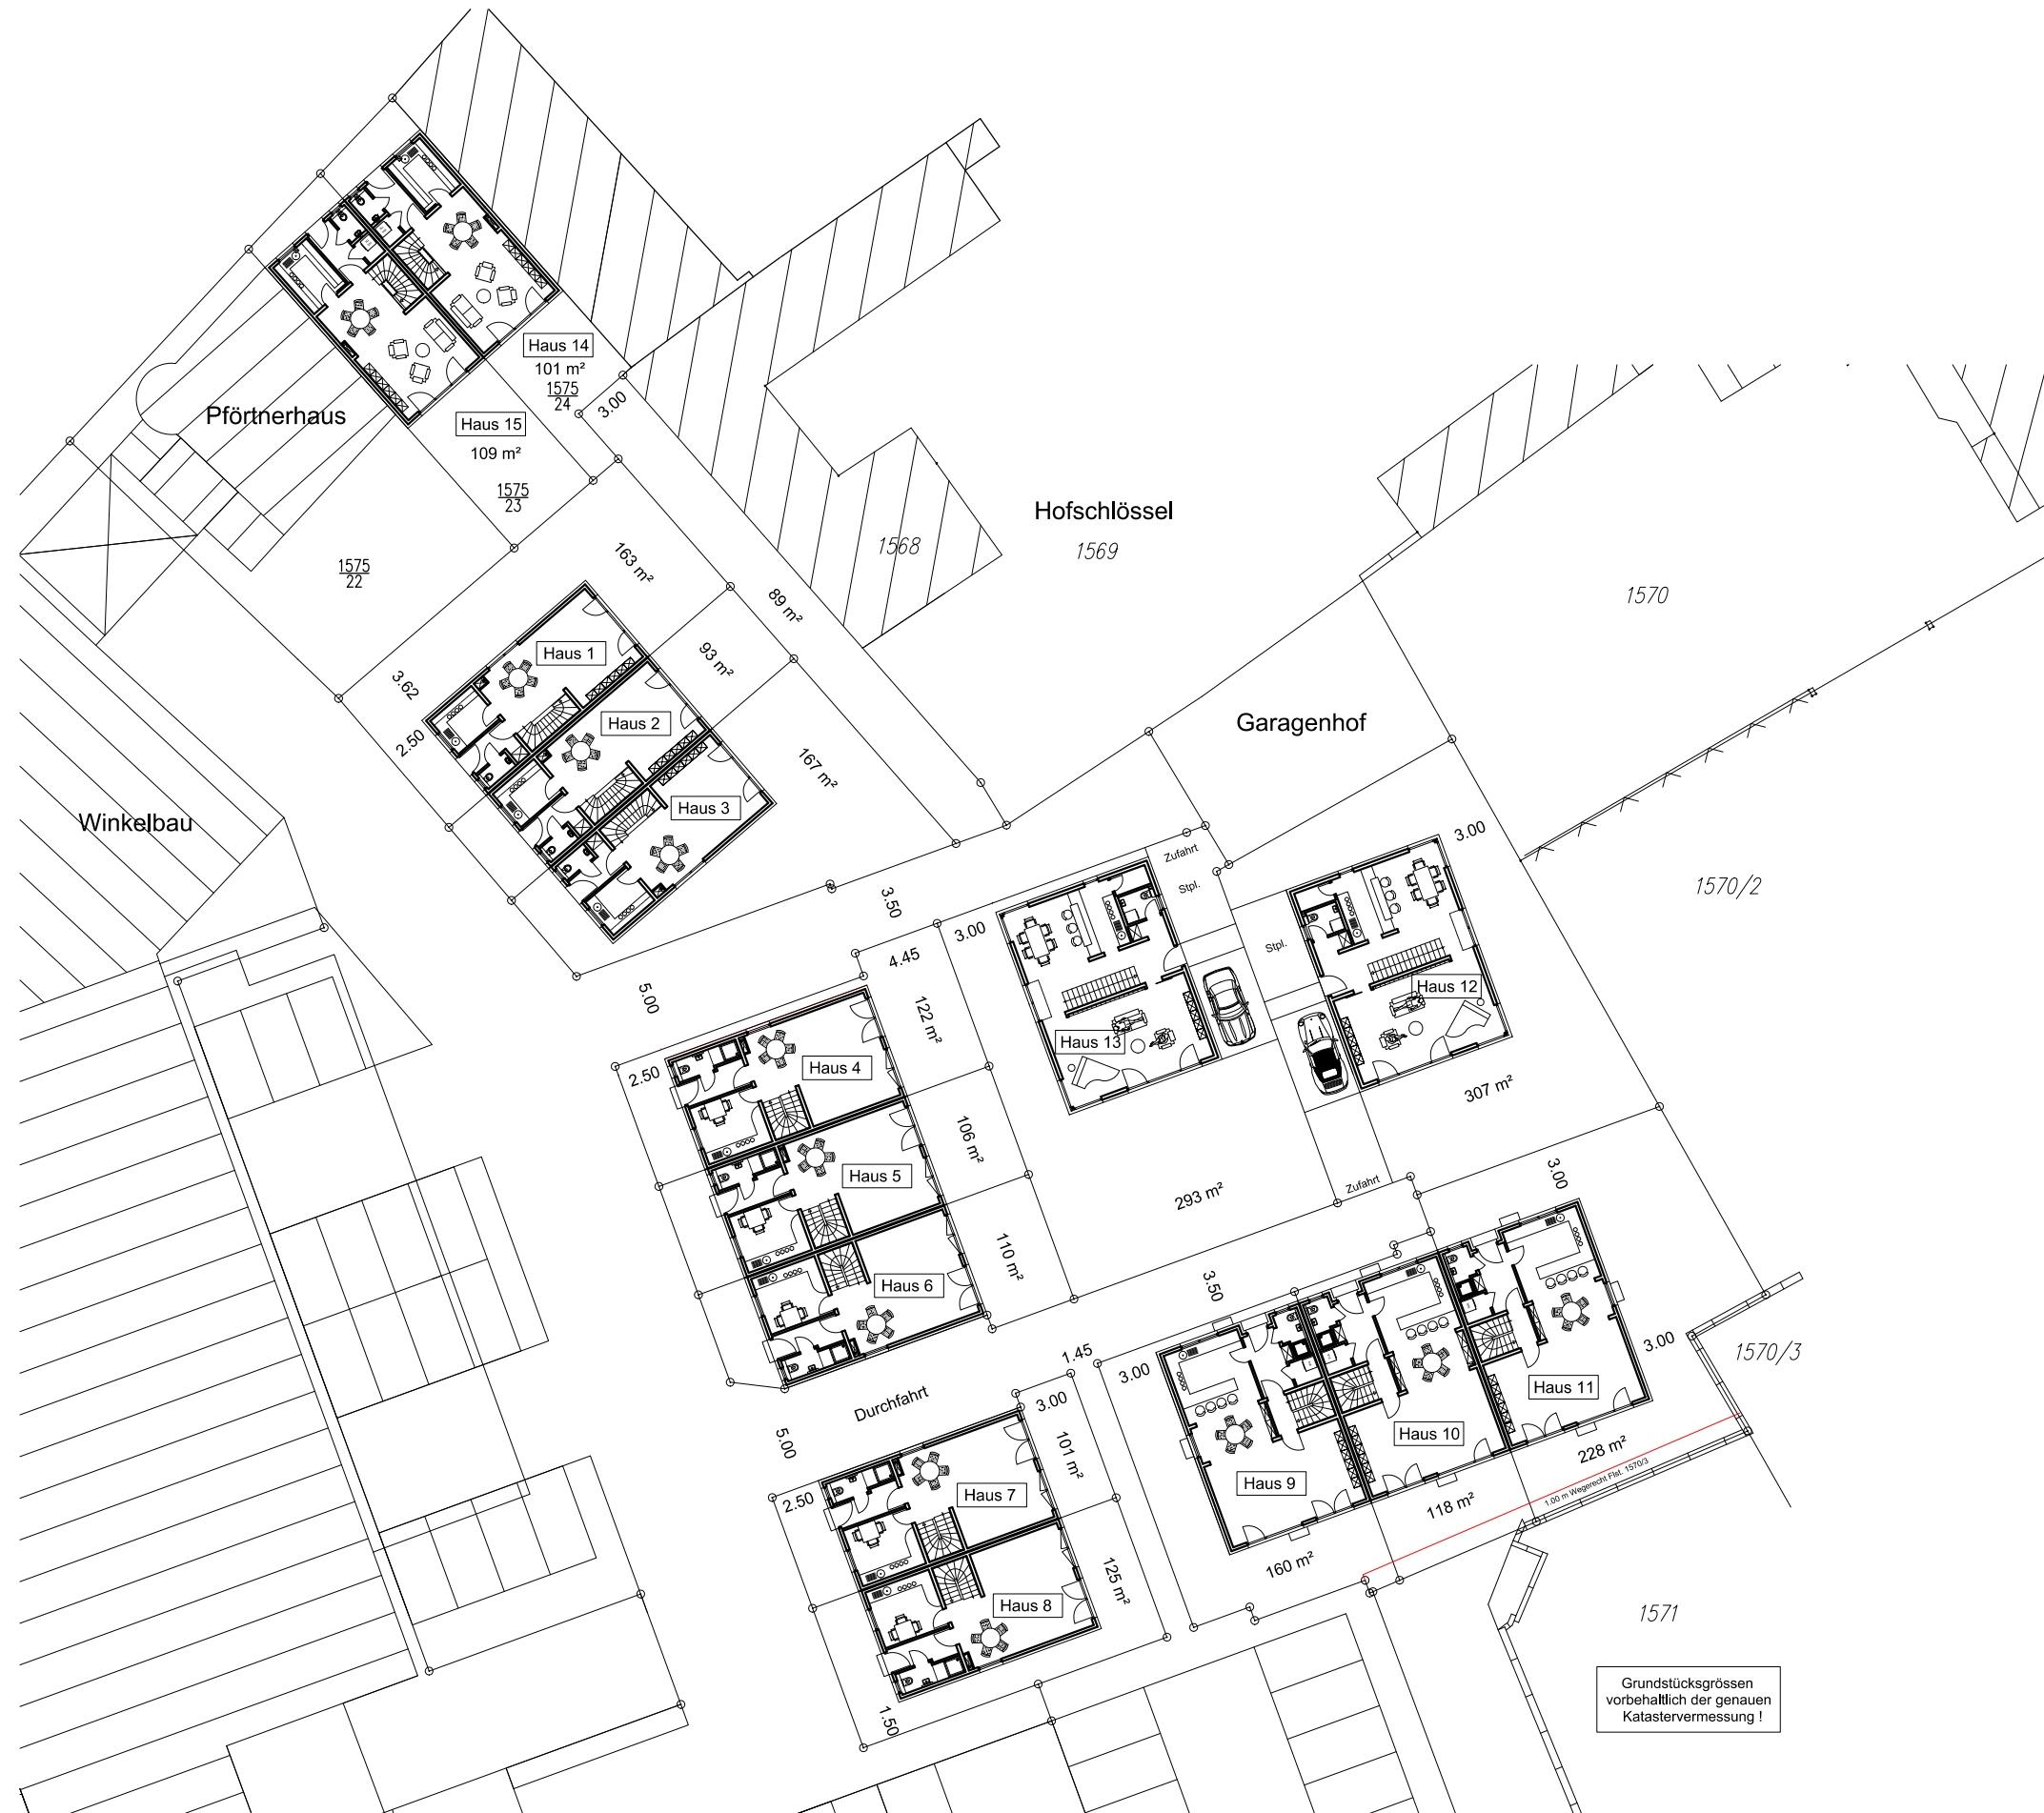 Haus 14
101 m²
1575
24
3.00
Pförtnerhaus
Haus 15
109 m²
1575
23
1575
22
Hofschlössel
1568
1569
1570
163 m²
89 m²
Haus 1
93 m²
3.62
2.50
Haus 2
167 m²
Haus 3
Winkelbau
Garagenhof
1570/2
3.00
Zufahrt
Stpl.
3.50
3.00
4.45
Stpl.
5.00
122 m²
Haus 12
Haus 13
2.50
Haus 4
307 m²
106 m²
Haus 5
293 m²
Zufahrt
3.00
110 m²
Haus 6
3.50
1570/3
3.00
1.45
3.00
Durchfahrt
3.00
Haus 11
Haus 10
5.00
101 m²
228 m²
Haus 9
2.50
Haus 7
1.00 m Wegerecht Flst. 1570/3
118 m²
160 m²
125 m²
Haus 8
1571
1.50
Grundstücksgrössen
vorbehaltlich der genauen
Katastervermessung !